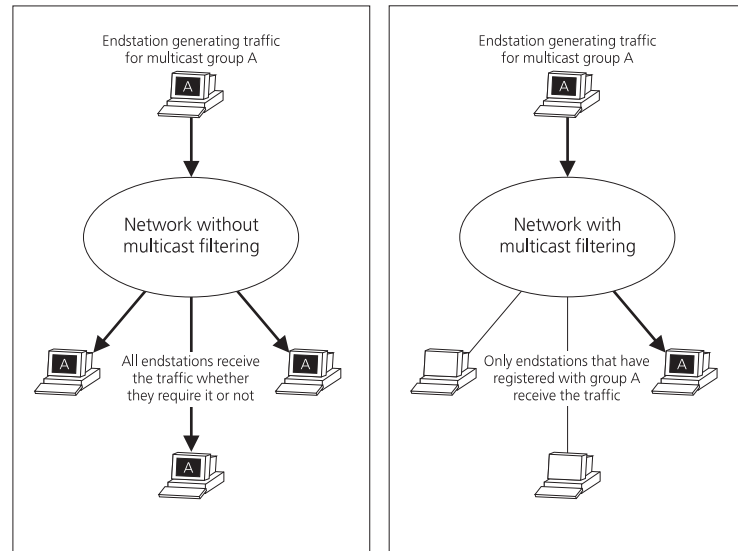 Endstation generating traffic
for multicast group A
A
Network without
multicast filtering
A
All endstations receive
the traffic whether
they require it or not
A
A
Endstation generating traffic
for multicast group A
A
Network with
multicast filtering
Only endstations that have
registered with group A
receive the traffic
A